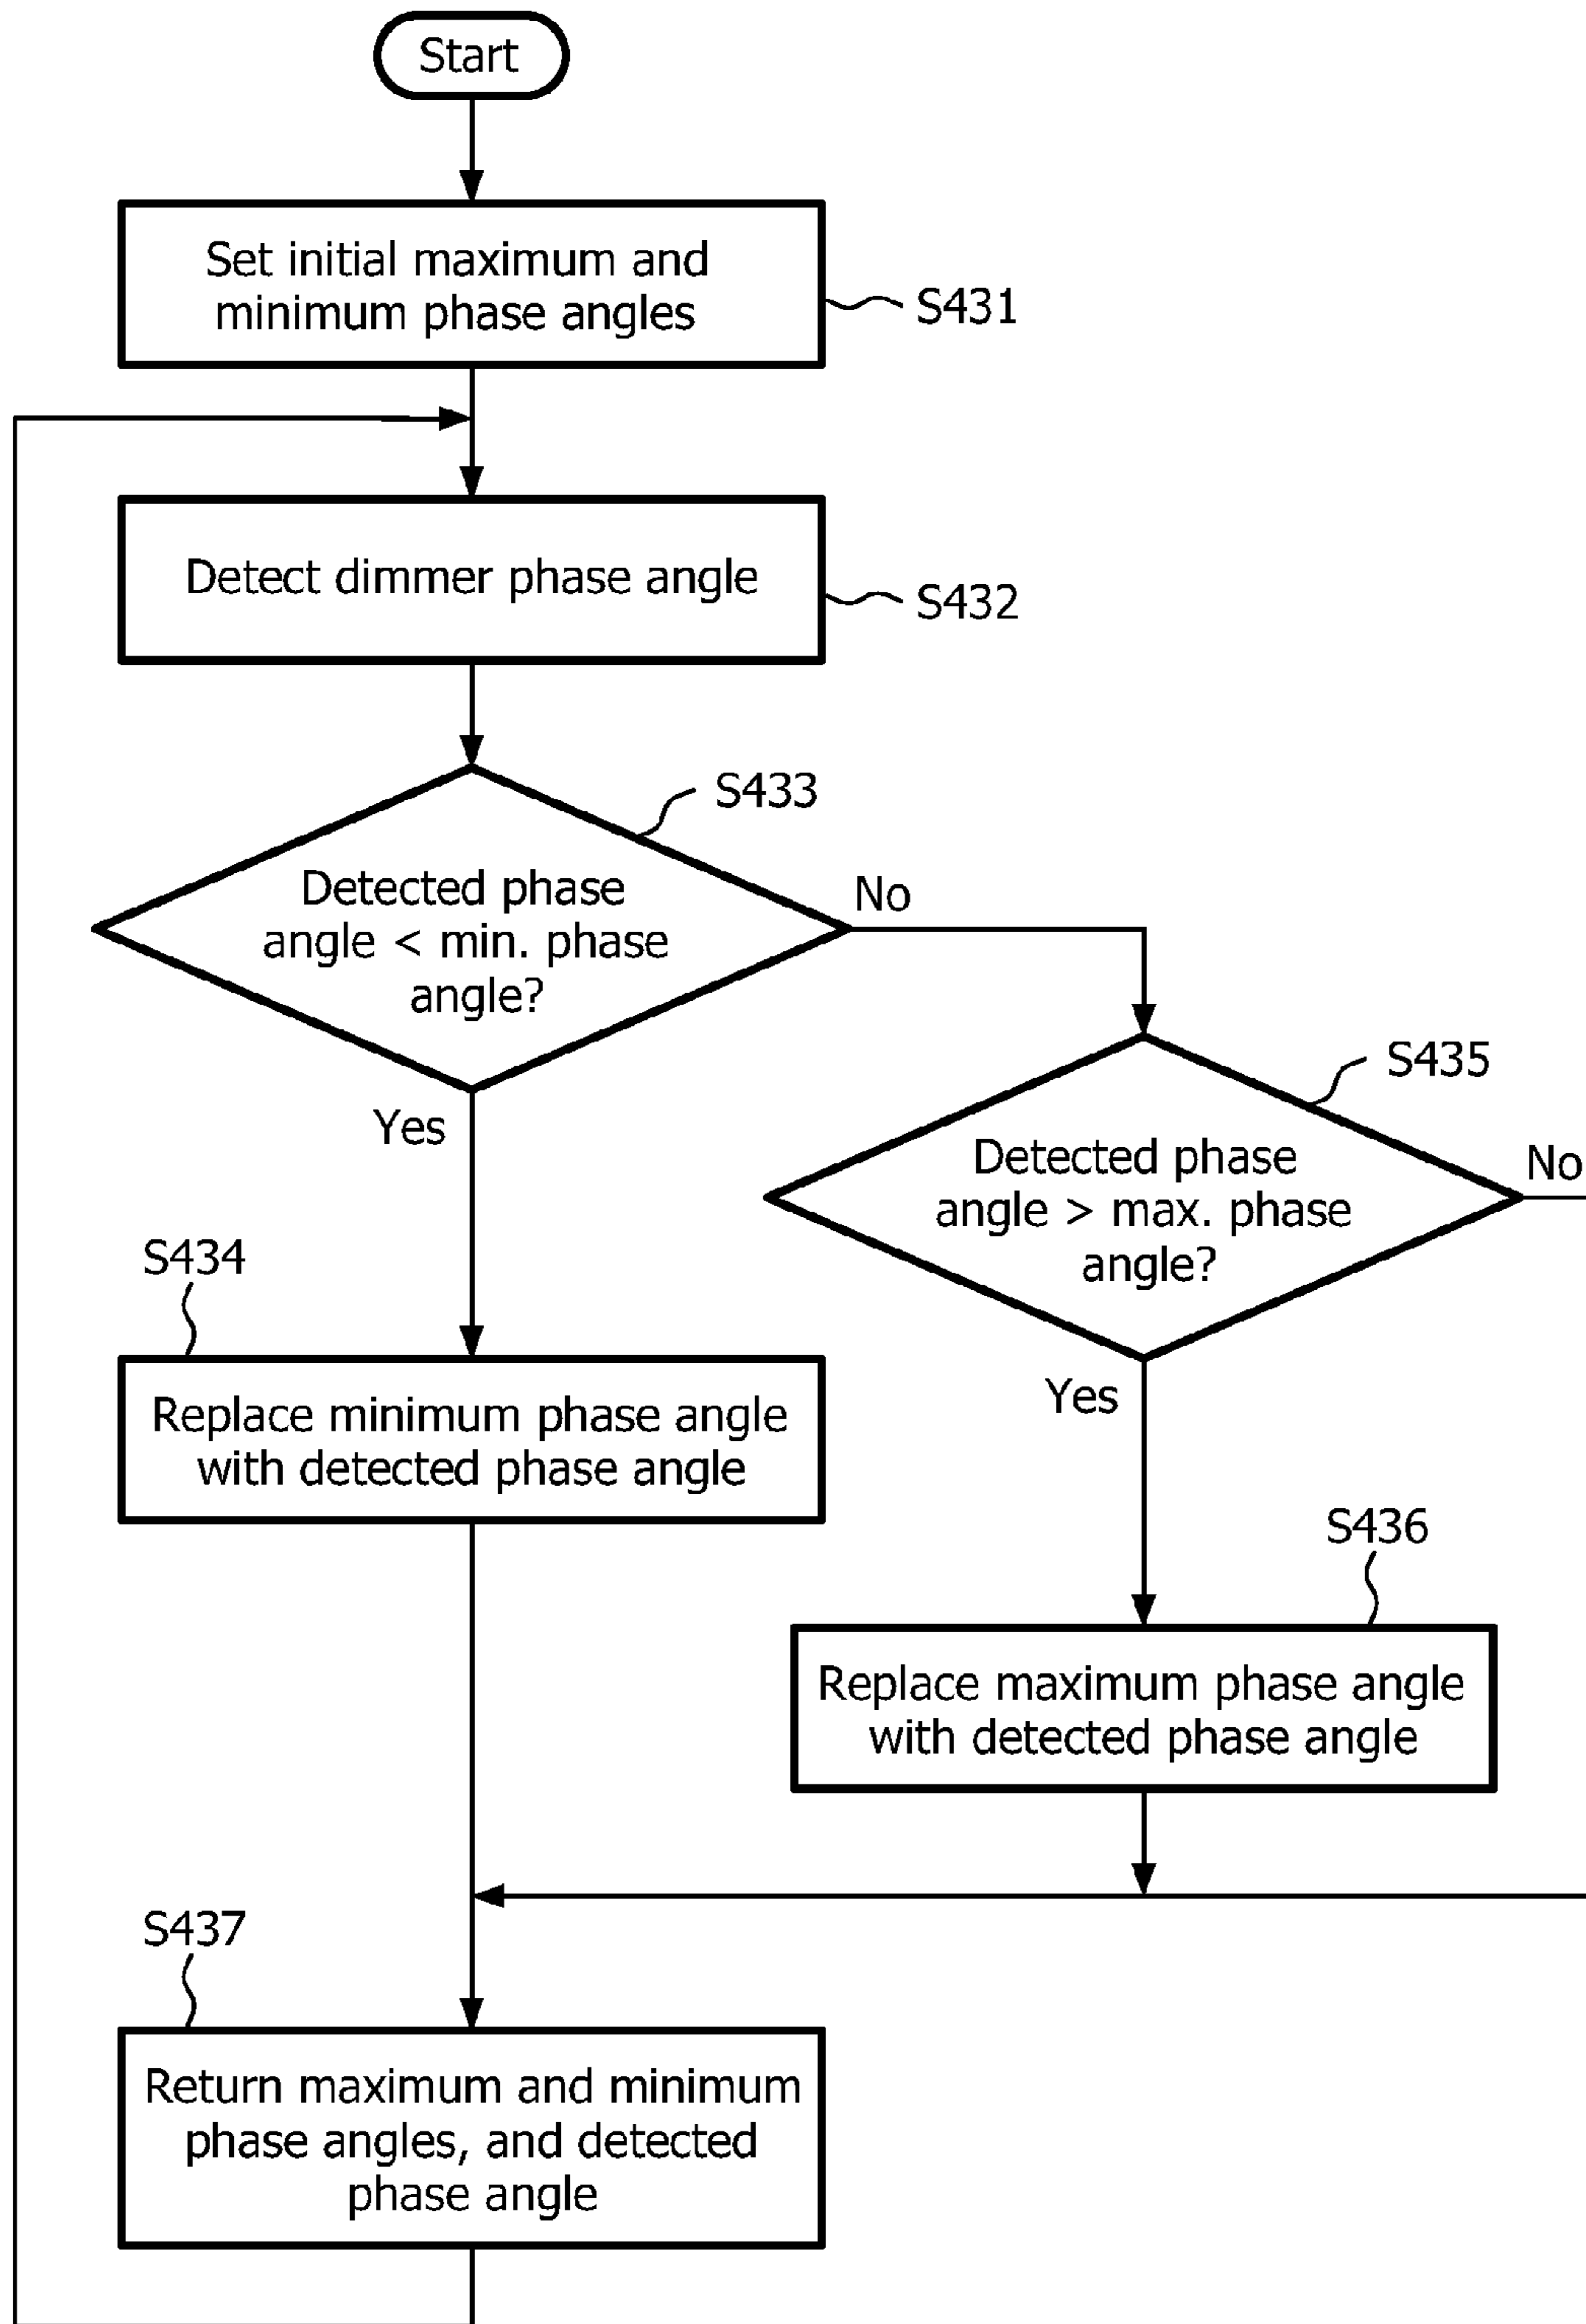 Start
Set initial maximum and
minimum phase angles
S431
Detect dimmer phase angle
S432
S433
Detected phase
angle < min. phase
angle?
No
Yes
S435
Detected phase
angle > max. phase
angle?
No
Yes
S434
Replace minimum phase angle
with detected phase angle
S436
Replace maximum phase angle
with detected phase angle
S437
Return maximum and minimum
phase angles, and detected
phase angle